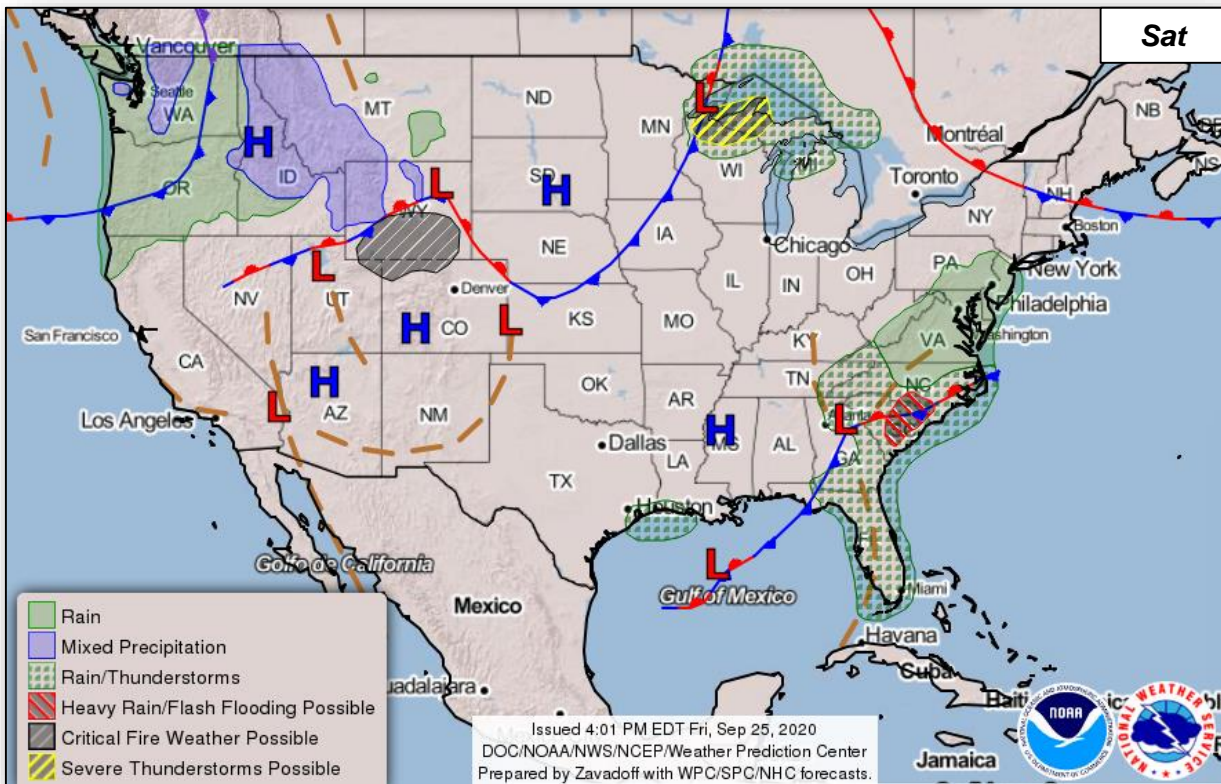 Sat
Vancouver
Seattle
WA
MT
ND
MN
NB
Montréal
OR
ID
WY
SD
WI
MI
Toronto
NH
NS
NY
Boston
NE
IA
Chicago
NV
UT
Denver
IL
IN
OH
PA
New York
San Francisco
CO
KS
MO
KY
VA
Philadelphia
Washington
CA
Los Angeles
AZ
NM
OK
TN
NC
AR
Atlanta
Dallas
MS
AL
GA
TX
LA
Houston
Golfo de California
Mexico
Gulf of Mexico
Miami
Havana
Cuba
Haiti
Jamaica
H
H
H
H
H
L
L
L
L
L
L
L
Rain
Mixed Precipitation
Rain/Thunderstorms
Heavy Rain/Flash Flooding Possible
Critical Fire Weather Possible
Severe Thunderstorms Possible
Issued 4:01 PM EDT Fri, Sep 25, 2020
DOC/NOAA/NWS/NCEP/Weather Prediction Center
Prepared by Zavadoff with WPC/SPC/NHC forecasts.
NOAA
NATIONAL WEATHER SERVICE